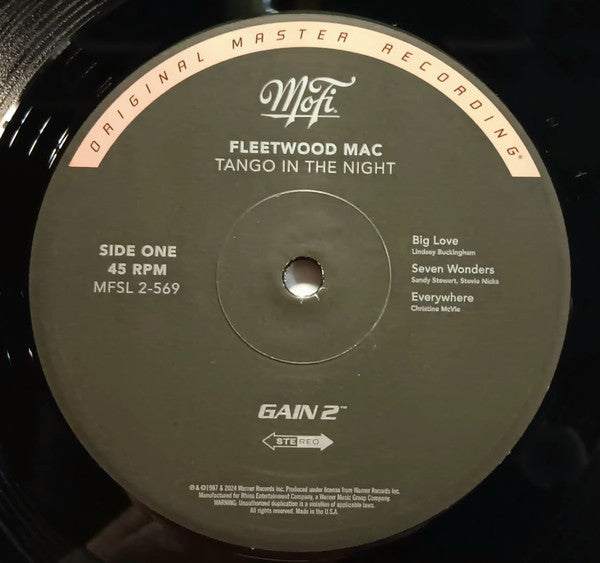 ORIGINAL MASTER RECORDING®
MoFi®
FLEETWOOD MAC
TANGO IN THE NIGHT
SIDE ONE
45 RPM
MFSL 2-569
Big Love
Lindsey Buckingham
Seven Wonders
Sandy Stewart, Stevie Nicks
Everywhere
Christine McVie
GAIN 2™
STEREO
℗ & ©1987 & 2024 Warner Records Inc. Produced under license from Warner Records Inc.
Manufactured for Rhino Entertainment Company, a Warner Music Group Company.
WARNING: Unauthorized duplication is a violation of applicable laws.
All rights reserved. Made in the U.S.A.